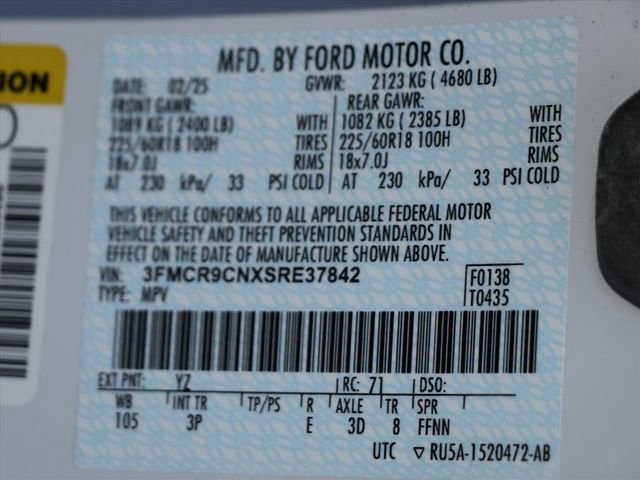 ION
MFD. BY FORD MOTOR CO.
DATE: 02/25 GVWR: 2123 KG ( 4680 LB)
FRONT GAWR: REAR GAWR:
1089 KG ( 2400 LB) WITH 1082 KG ( 2385 LB) WITH
225/60R18 100H TIRES 225/60R18 100H TIRES
18x7.0J RIMS 18x7.0J RIMS
AT 230 kPa/ 33 PSI COLD AT 230 kPa/ 33 PSI COLD
THIS VEHICLE CONFORMS TO ALL APPLICABLE FEDERAL MOTOR
VEHICLE SAFETY AND THEFT PREVENTION STANDARDS IN
EFFECT ON THE DATE OF MANUFACTURE SHOWN ABOVE.
VIN: 3FMCR9CNXSRE37842 F0138
TYPE: MPV T0435
EXT PNT: YZ RC: 71 DSO:
WB INT TR TP/PS R AXLE TR SPR
105 3P E 3D 8 FFNN
UTC ▽ RU5A-1520472-AB